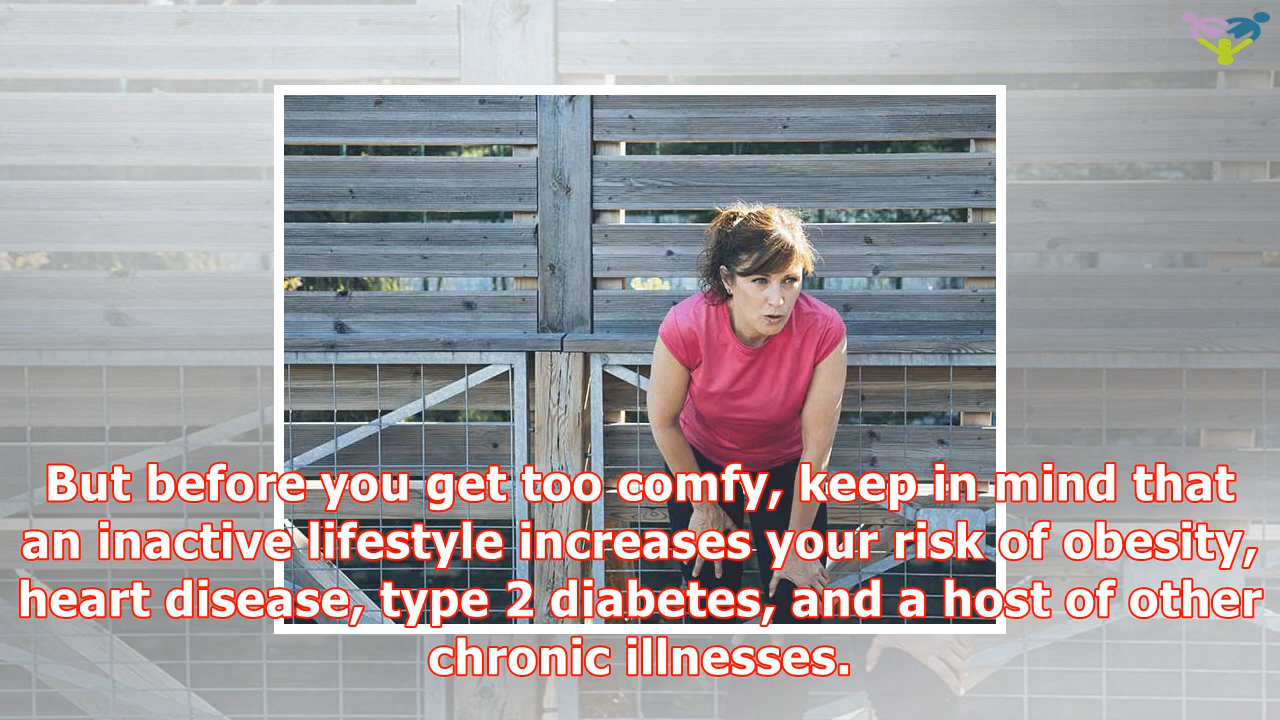 But before you get too comfy, keep in mind that
an inactive lifestyle increases your risk of obesity,
heart disease, type 2 diabetes, and a host of other
chronic illnesses.